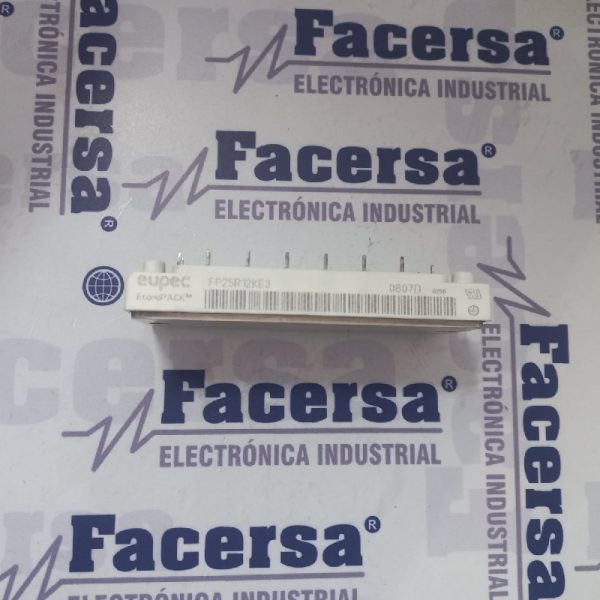 Facersa®
ELECTRÓNICA INDUSTRIAL
Facersa®
ELECTRÓNICA INDUSTRIAL
Facersa®
ELECTRÓNICA INDUSTRIAL
eupec
FP25R12KE3
EconoPACK™
Facersa®
ELECTRÓNICA INDUSTRIAL
Facersa®
ELECTRÓNICA INDUSTRIAL
Facersa®
ELECTRÓNICA INDUSTRIAL